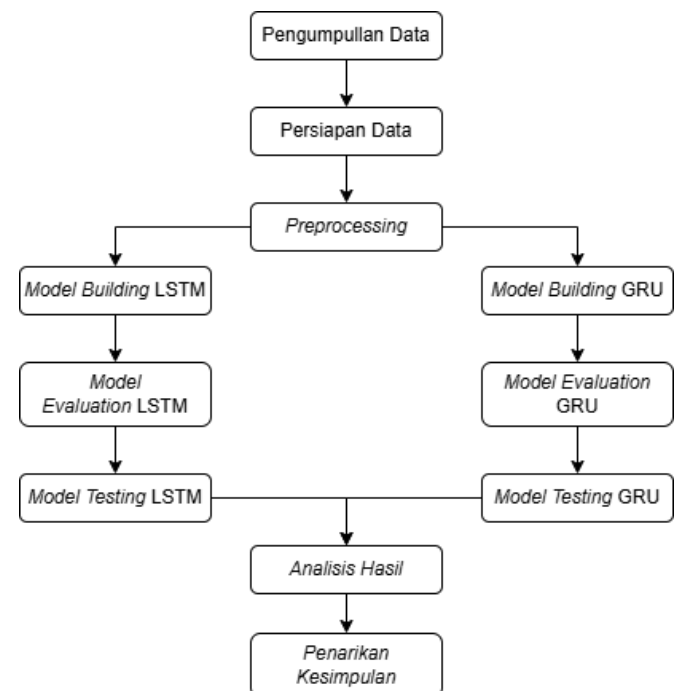 Pengumpullan Data
Persiapan Data
Preprocessing
Model Building LSTM
Model Building GRU
Model
Evaluation LSTM
Model Evaluation
GRU
Model Testing LSTM
Model Testing GRU
Analisis Hasil
Penarikan
Kesimpulan